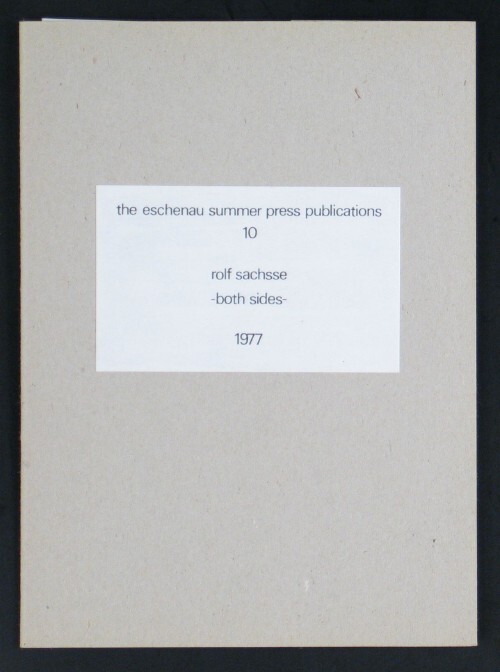 the eschenau summer press publications
10
rolf sachsse
-both sides-
1977